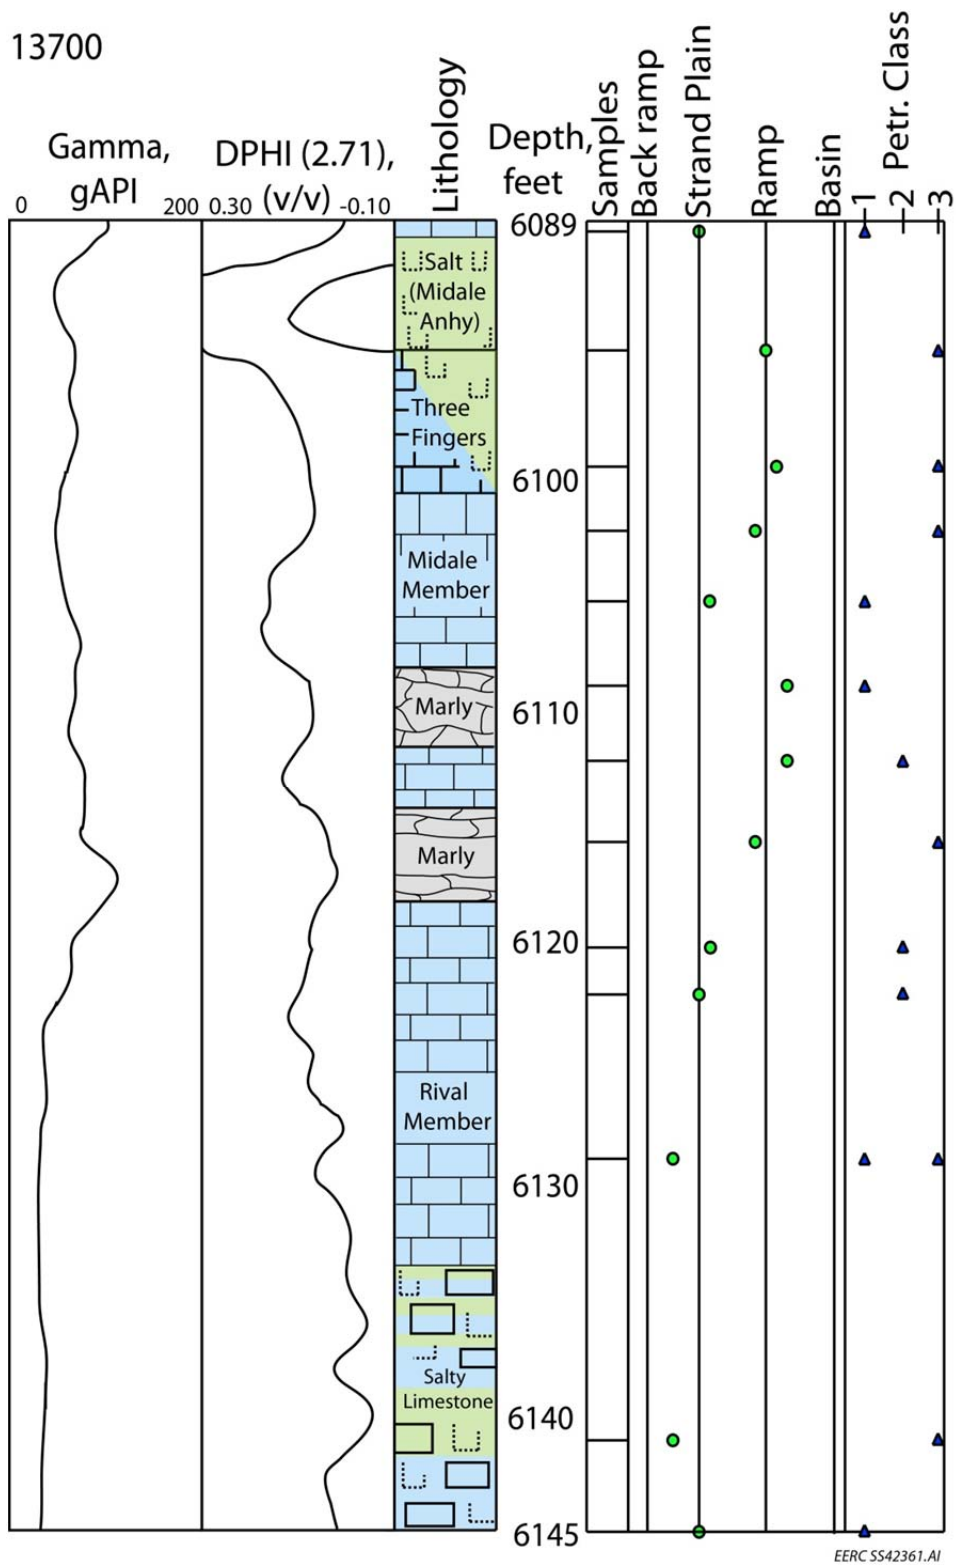 13700
Gamma,
gAPI
0
200
DPHI (2.71),
(v/v)
0.30
-0.10
Lithology
Depth,
feet
Samples
Back ramp
Strand Plain
Ramp
Basin
Petr. Class
1
2
3
6089
Salt
(Midale
Anhy)
Three
Fingers
6100
Midale
Member
Marly
6110
Marly
6120
Rival
Member
6130
Salty
Limestone
6140
6145
EERC SS42361.AI